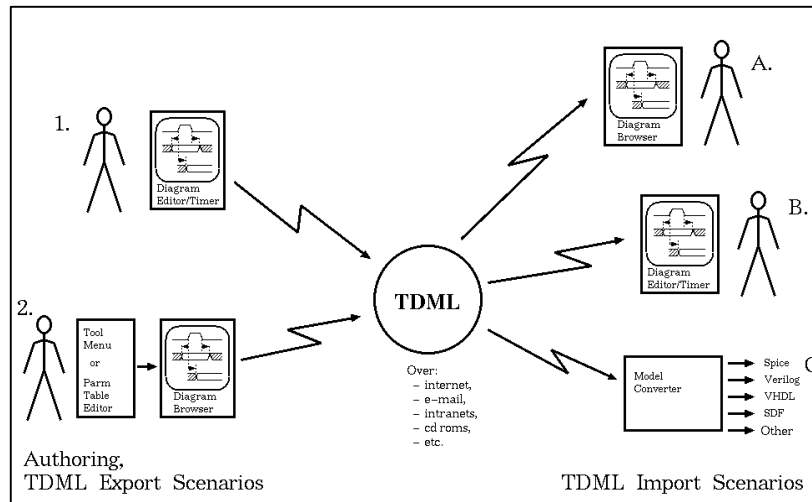 1.
Diagram
Editor/Timer
2.
Tool
Menu
or
Parm
Table
Editor
Diagram
Browser
Authoring,
TDML Export Scenarios
TDML
Over:
– internet,
– e–mail,
– intranets,
– cd roms,
– etc.
A.
Diagram
Browser
B.
Diagram
Editor/Timer
Model
Converter
Spice
Verilog
VHDL
SDF
Other
TDML Import Scenarios